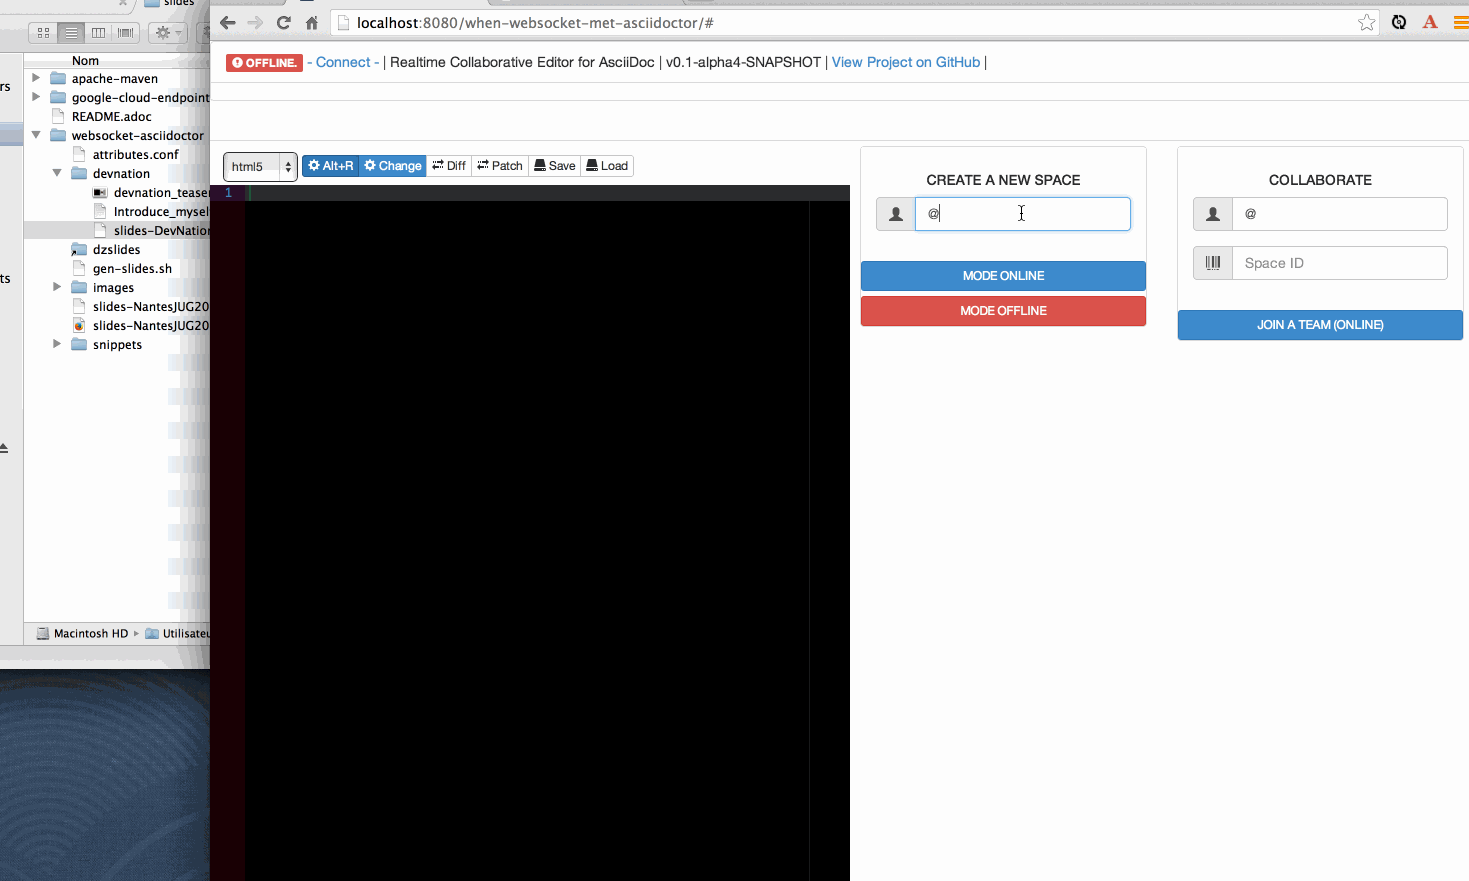 slides
localhost:8080/when-websocket-met-asciidoctor/#
OFFLINE. - Connect - | Realtime Collaborative Editor for AsciiDoc | v0.1-alpha4-SNAPSHOT | View Project on GitHub |
Nom
apache-maven
google-cloud-endpoint
README.adoc
websocket-asciidoctor
attributes.conf
devnation
devnation_tease
Introduce_mysel
slides-DevNation
dzslides
gen-slides.sh
images
slides-NantesJUG20
slides-NantesJUG20
snippets
rs
ts
Macintosh HD
Utilisateu
html5
Alt+R
Change
Diff
Patch
Save
Load
1
CREATE A NEW SPACE
@
MODE ONLINE
MODE OFFLINE
COLLABORATE
@
Space ID
JOIN A TEAM (ONLINE)